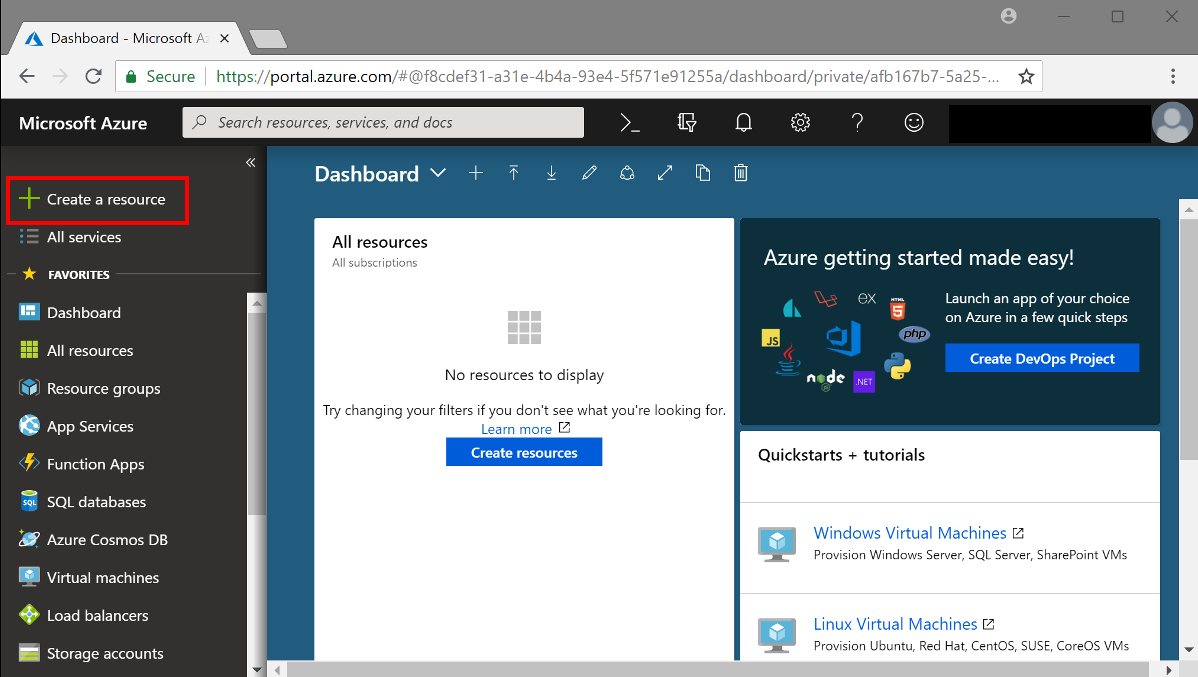 Dashboard - Microsoft Az
Secure
https://portal.azure.com/#@f8cdef31-a31e-4b4a-93e4-5f571e91255a/dashboard/private/afb167b7-5a25-...
Microsoft Azure
Search resources, services, and docs
Create a resource
All services
FAVORITES
Dashboard
All resources
Resource groups
App Services
Function Apps
SQL
SQL databases
Azure Cosmos DB
Virtual machines
Load balancers
Storage accounts
Dashboard
All resources
All subscriptions
No resources to display
Try changing your filters if you don't see what you're looking for.
Learn more
Create resources
Azure getting started made easy!
EX
HTML
5
JS
php
node
JS
.NET
Launch an app of your choice
on Azure in a few quick steps
Create DevOps Project
Quickstarts + tutorials
Windows Virtual Machines
Provision Windows Server, SQL Server, SharePoint VMs
Linux Virtual Machines
Provision Ubuntu, Red Hat, CentOS, SUSE, CoreOS VMs